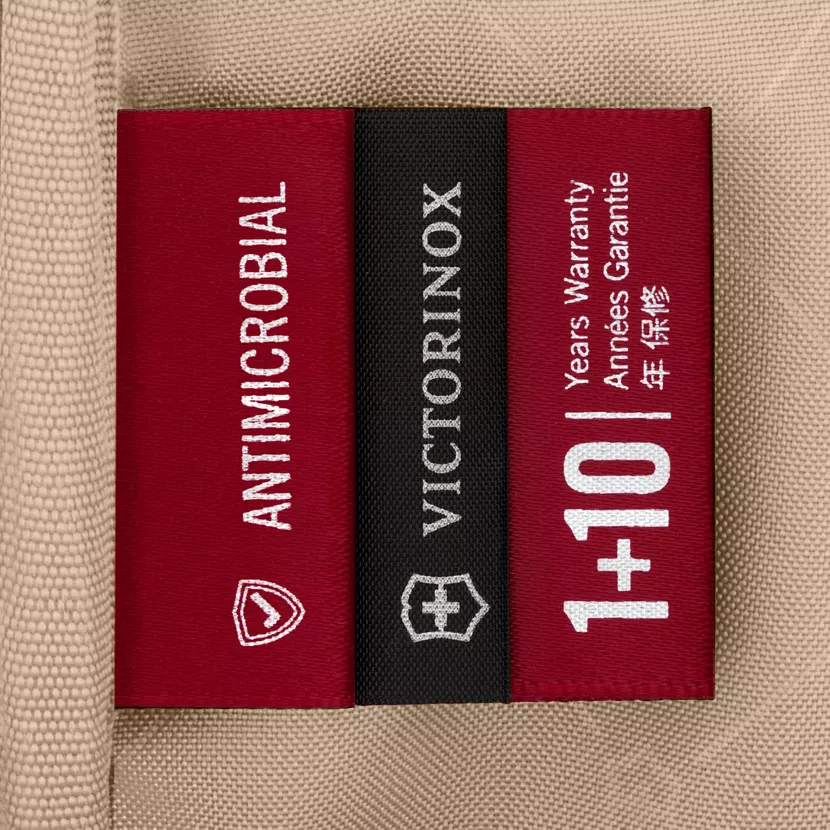 ANTIMICROBIAL
VICTORINOX
1+10
Years Warranty
Années Garantie
年 保修